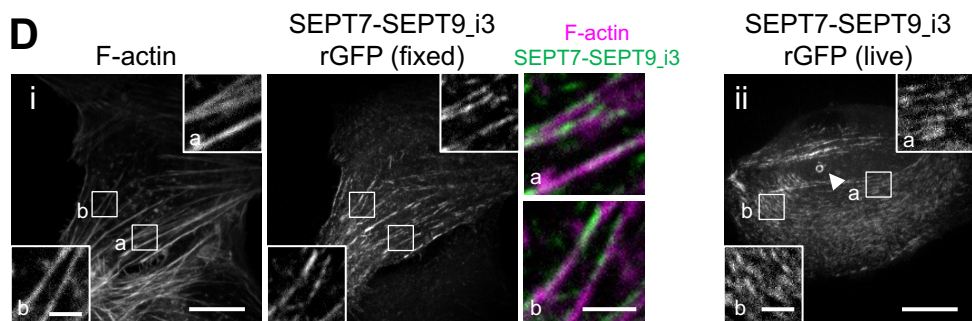 D
F-actin
SEPT7-SEPT9_i3
rGFP (fixed)
F-actin
SEPT7-SEPT9_i3
SEPT7-SEPT9_i3
rGFP (live)
i
a
b
a
b
a
b
ii
a
a
b
b